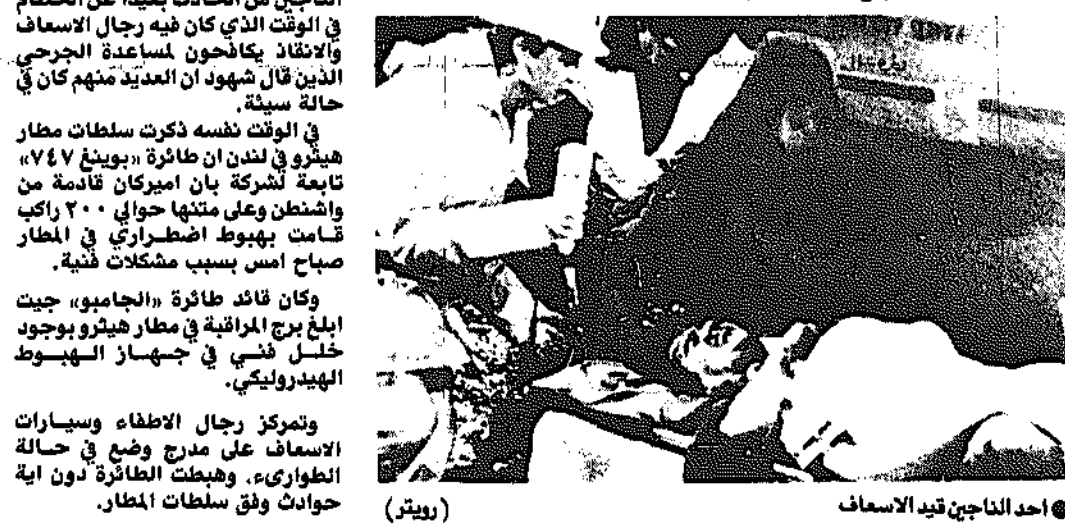 الناجين من الحادث بعيدا عن الحطام
في الوقت الذي كان فيه رجال الاسعاف
والانقاذ يكافحون لمساعدة الجرحى
الذين قال شهود ان العديد منهم كان في
حالة سيئة.
في الوقت نفسه ذكرت سلطات مطار
هيثرو في لندن ان طائرة «بوينغ ٧٤٧»
تابعة لشركة بان اميركان قادمة من
واشنطن وعلى متنها حوالي ٢٠٠ راكب
قامت بهبوط اضطراري في المطار
صباح امس بسبب مشكلات فنية.
وكان قائد طائرة «الجامبو» جيت
ابلغ برج المراقبة في مطار هيثرو بوجود
خلل فني في جهاز الهبوط
الهيدروليكي.
وتمركز رجال الاطفاء وسيارات
الاسعاف على مدرج وضع في حالة
الطوارىء، وهبطت الطائرة دون اية
حوادث وفق سلطات المطار.
احد الناجين قيد الاسعاف
(رويتر)